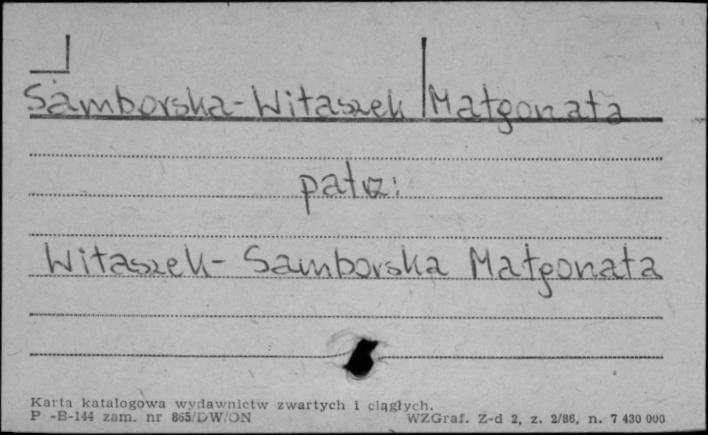 Samborska-Witaszek Małgorzata
patrz:
Witaszek-Samborska Małgorzata
Karta katalogowa wydawnictw zwartych i ciągłych.
P -B-144 zam. nr 865/DW/ON WZGraf. Z-d 2, z. 2/86, n. 7 430 000